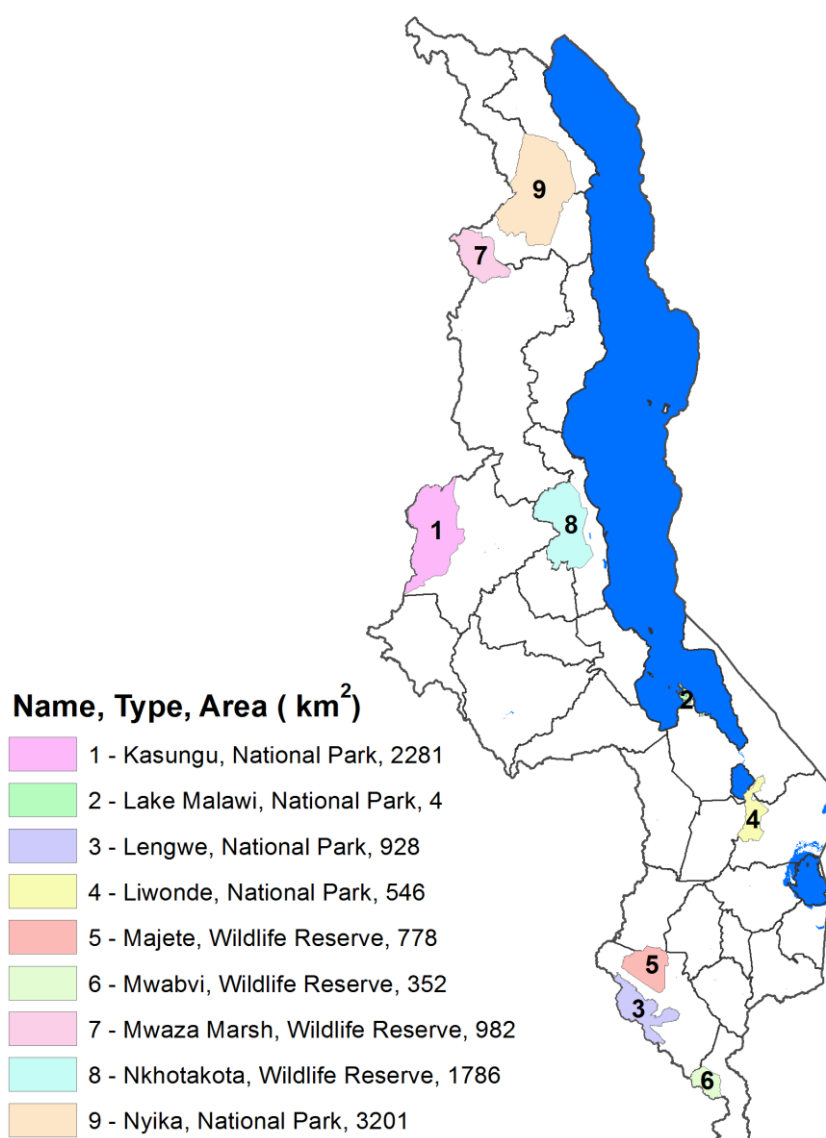 9
7
1
8
2
4
5
3
6
Name, Type, Area ( km²)
1 - Kasungu, National Park, 2281
2 - Lake Malawi, National Park, 4
3 - Lengwe, National Park, 928
4 - Liwonde, National Park, 546
5 - Majete, Wildlife Reserve, 778
6 - Mwabvi, Wildlife Reserve, 352
7 - Mwaza Marsh, Wildlife Reserve, 982
8 - Nkhotakota, Wildlife Reserve, 1786
9 - Nyika, National Park, 3201